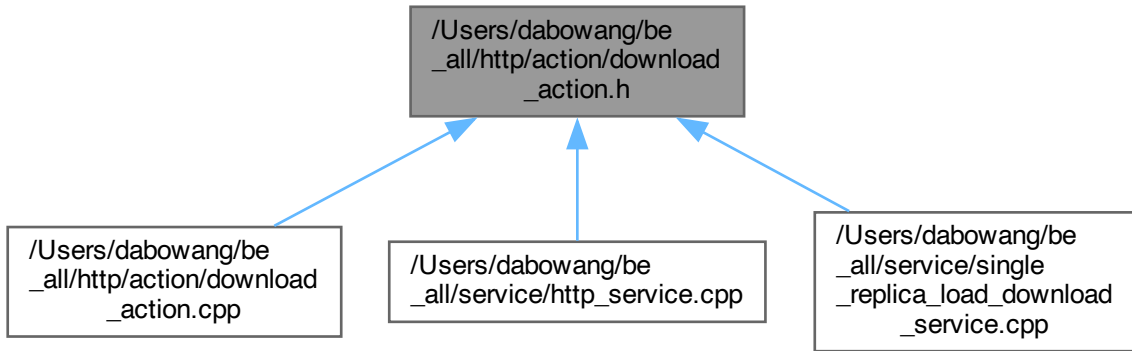 /Users/dabowang/be
_all/http/action/download
_action.h
/Users/dabowang/be
_all/http/action/download
_action.cpp
/Users/dabowang/be
_all/service/http_service.cpp
/Users/dabowang/be
_all/service/single
_replica_load_download
_service.cpp